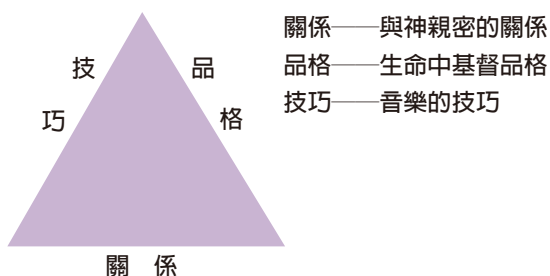 關係——與神親密的關係
品格——生命中基督品格
技巧——音樂的技巧
技巧
品格
關係